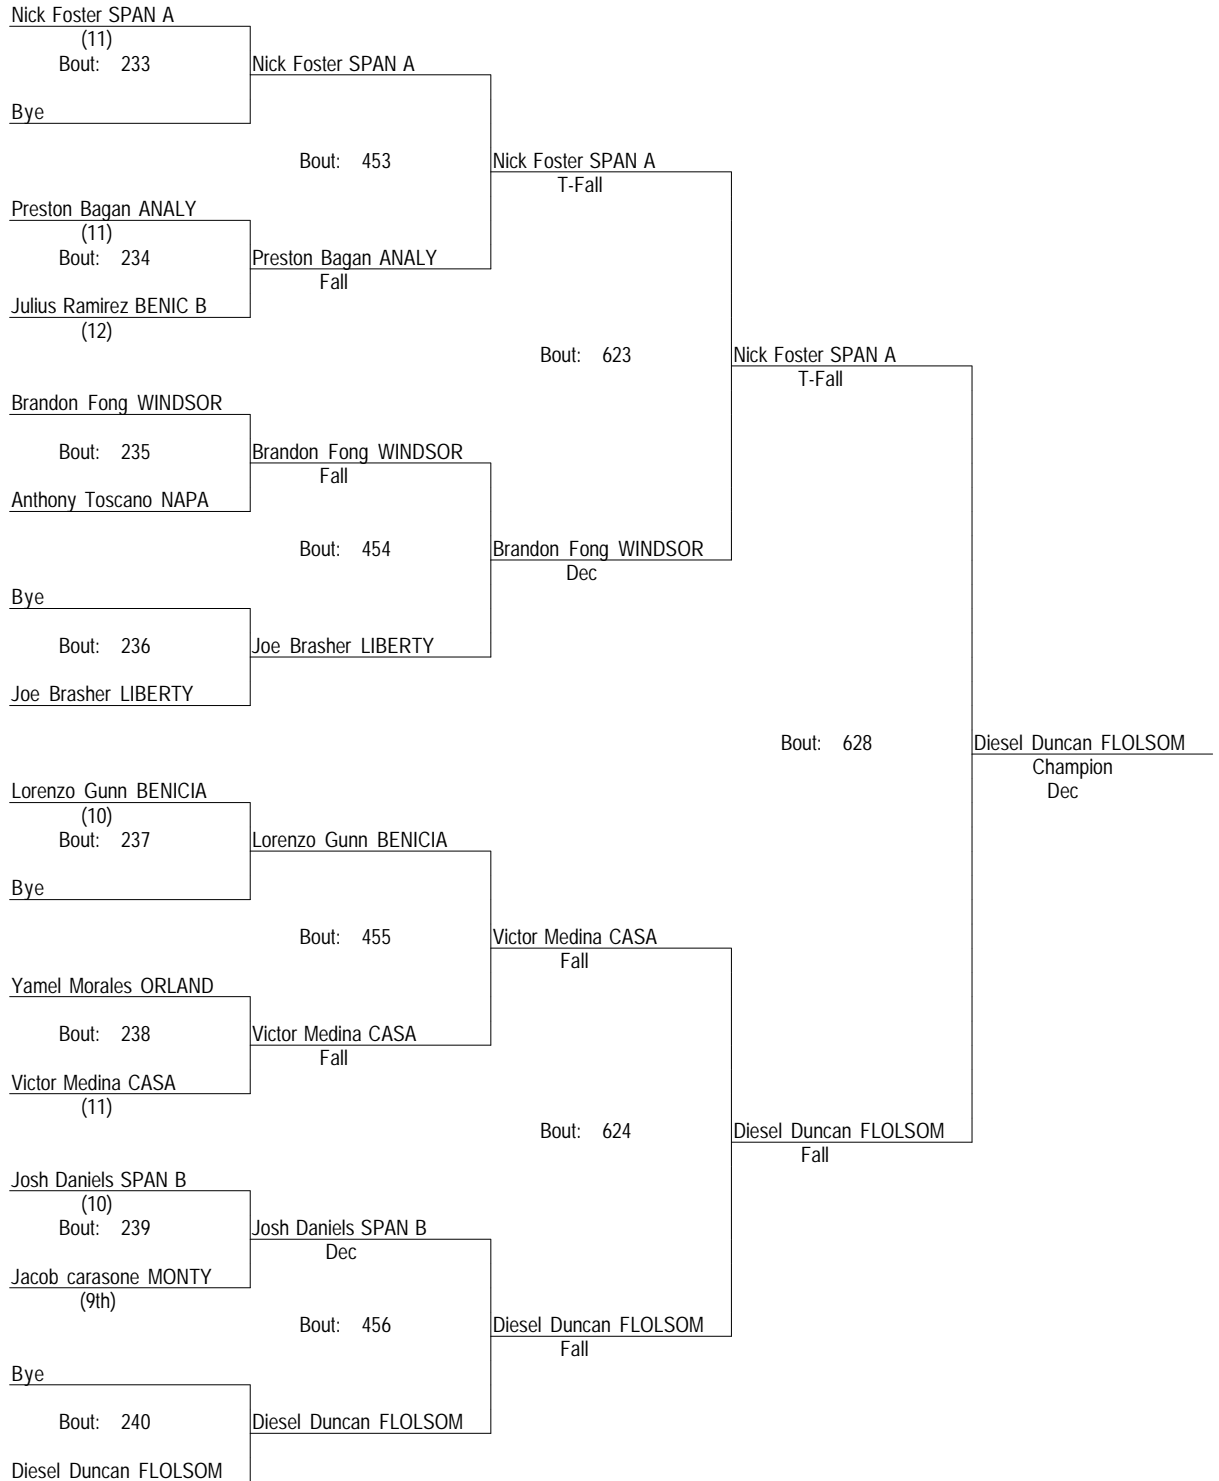 Nick Foster SPAN A
(11)
Bout: 233
Nick Foster SPAN A
Bye
Bout: 453
Nick Foster SPAN A
T-Fall
Preston Bagan ANALY
(11)
Bout: 234
Preston Bagan ANALY
Fall
Julius Ramirez BENIC B
(12)
Bout: 623
Nick Foster SPAN A
T-Fall
Brandon Fong WINDSOR
Bout: 235
Brandon Fong WINDSOR
Fall
Anthony Toscano NAPA
Bout: 454
Brandon Fong WINDSOR
Dec
Bye
Bout: 236
Joe Brasher LIBERTY
Joe Brasher LIBERTY
Bout: 628
Diesel Duncan FLOLSOM
Champion
Dec
Lorenzo Gunn BENICIA
(10)
Bout: 237
Lorenzo Gunn BENICIA
Bye
Bout: 455
Victor Medina CASA
Fall
Yamel Morales ORLAND
Bout: 238
Victor Medina CASA
Fall
Victor Medina CASA
(11)
Bout: 624
Diesel Duncan FLOLSOM
Fall
Josh Daniels SPAN B
(10)
Bout: 239
Josh Daniels SPAN B
Dec
Jacob carasone MONTY
(9th)
Bout: 456
Diesel Duncan FLOLSOM
Fall
Bye
Bout: 240
Diesel Duncan FLOLSOM
Diesel Duncan FLOLSOM